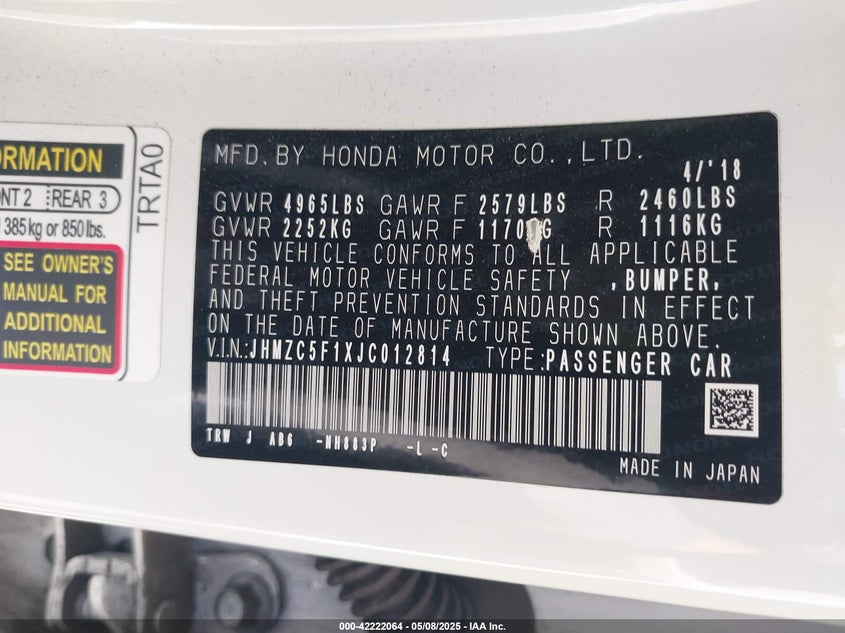 ORMATION
NT 2 REAR 3
385 kg or 850 lbs.
SEE OWNER'S
MANUAL FOR
ADDITIONAL
INFORMATION
TRTA0
MFD. BY HONDA MOTOR CO., LTD.
4/'18
GVWR 4965LBS GAWR F 2579LBS R 2460LBS
GVWR 2252KG GAWR F 1170KG R 1116KG
THIS VEHICLE CONFORMS TO ALL APPLICABLE
FEDERAL MOTOR VEHICLE SAFETY ,BUMPER,
AND THEFT PREVENTION STANDARDS IN EFFECT
ON THE DATE OF MANUFACTURE SHOWN ABOVE.
V.I.N.:JHMZC5F1XJC012814 TYPE:PASSENGER CAR
TRW J AB6 -NH883P -L -C
MADE IN JAPAN
000-42222064 - 05/08/2025 - IAA Inc.